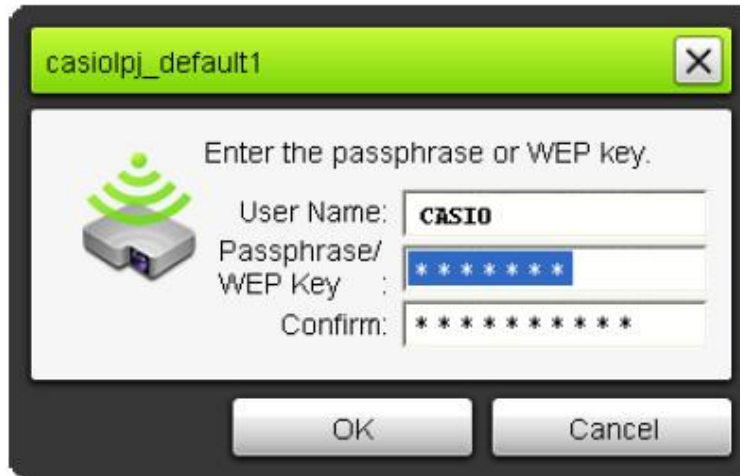 casiolpj_default1
Enter the passphrase or WEP key.
User Name: CASIO
Passphrase/
WEP Key : *******
Confirm: **********
OK Cancel